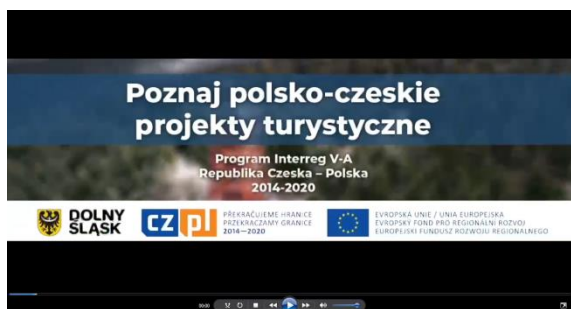 Poznaj polsko-czeskie
projekty turystyczne
Program Interreg V-A
Republika Czeska – Polska
2014-2020
DOLNY
ŚLĄSK
CZ pl
PŘEKRAČUJEME HRANICE
PRZEKRACZAMY GRANICE
2014—2020
EVROPSKÁ UNIE / UNIA EUROPEJSKA
EVROPSKÝ FOND PRO REGIONÁLNÍ ROZVOJ
EUROPEJSKI FUNDUSZ ROZWOJU REGIONALNEGO